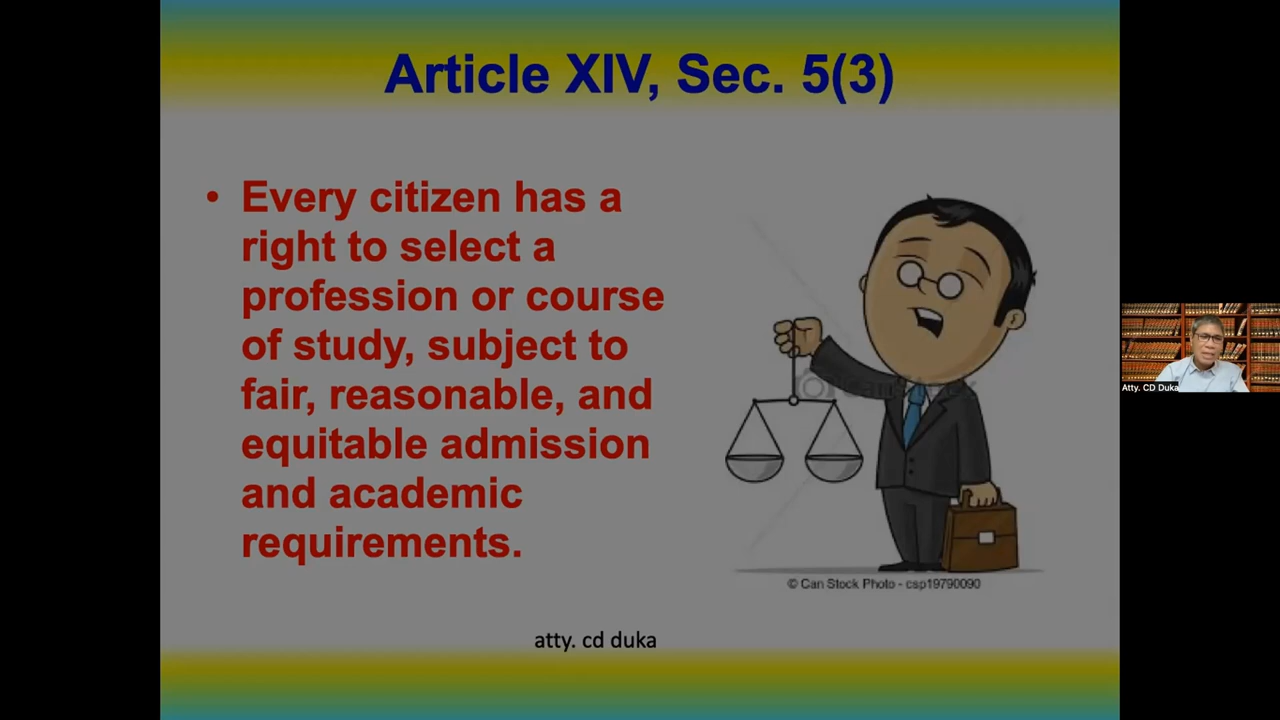 Article XIV, Sec. 5(3)
• Every citizen has a
right to select a
profession or course
of study, subject to
fair, reasonable, and
equitable admission
and academic
requirements.
© Can Stock Photo - csp19790090
atty. cd duka
Atty. CD Duka